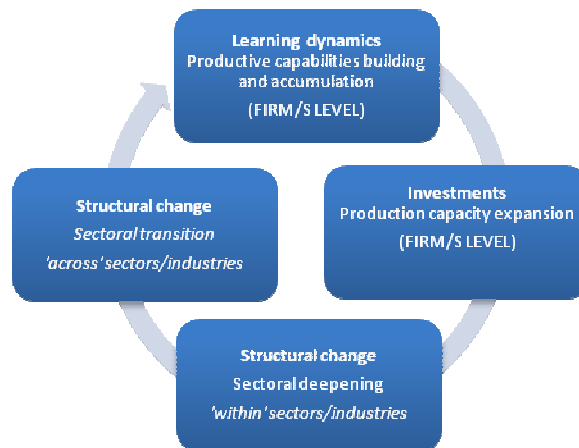 Learning dynamics
Productive capabilities building
and accumulation
(FIRM/S LEVEL)
Investments
Production capacity expansion
(FIRM/S LEVEL)
Structural change
Sectoral deepening
'within' sectors/industries
Structural change
Sectoral transition
'across' sectors/industries